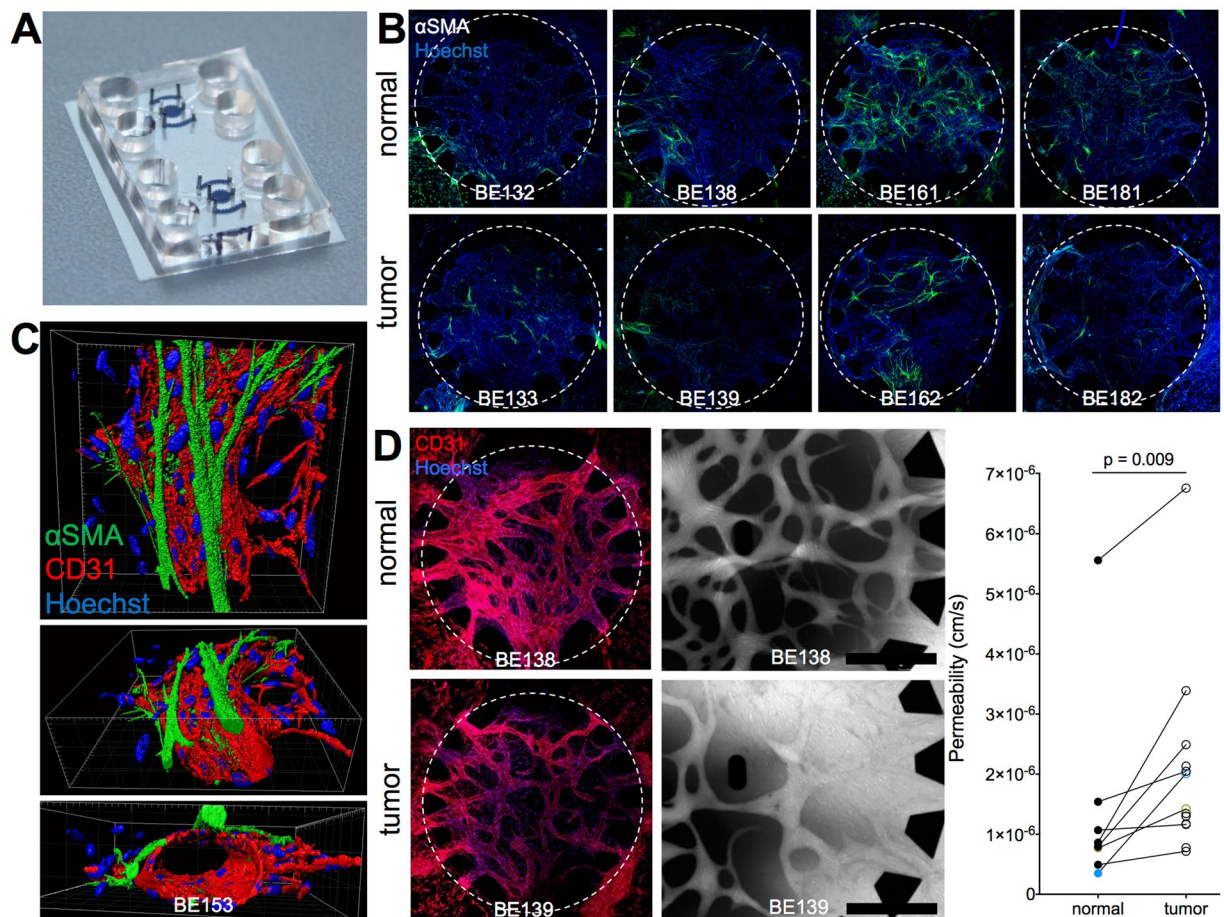 A
B
αSMA
Hoechst
normal
BE132
BE138
BE161
BE181
tumor
BE133
BE139
BE162
BE182
C
αSMA
CD31
Hoechst
BE153
D
CD31
Hoechst
normal
BE138
BE138
tumor
BE139
BE139
p = 0.009
Permeability (cm/s)
7×10⁻⁶
6×10⁻⁶
5×10⁻⁶
4×10⁻⁶
3×10⁻⁶
2×10⁻⁶
1×10⁻⁶
0
normal
tumor